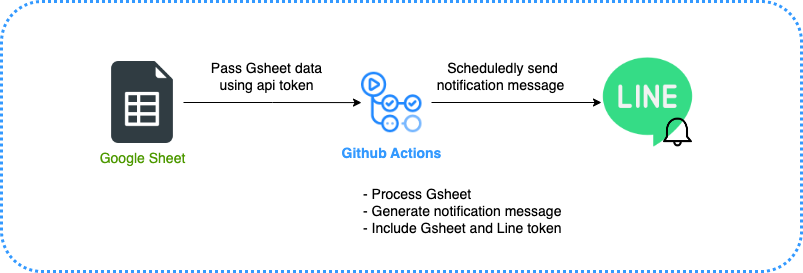 Pass Gsheet data
using api token
Scheduledly send
notification message
LINE
Google Sheet
Github Actions
- Process Gsheet
- Generate notification message
- Include Gsheet and Line token